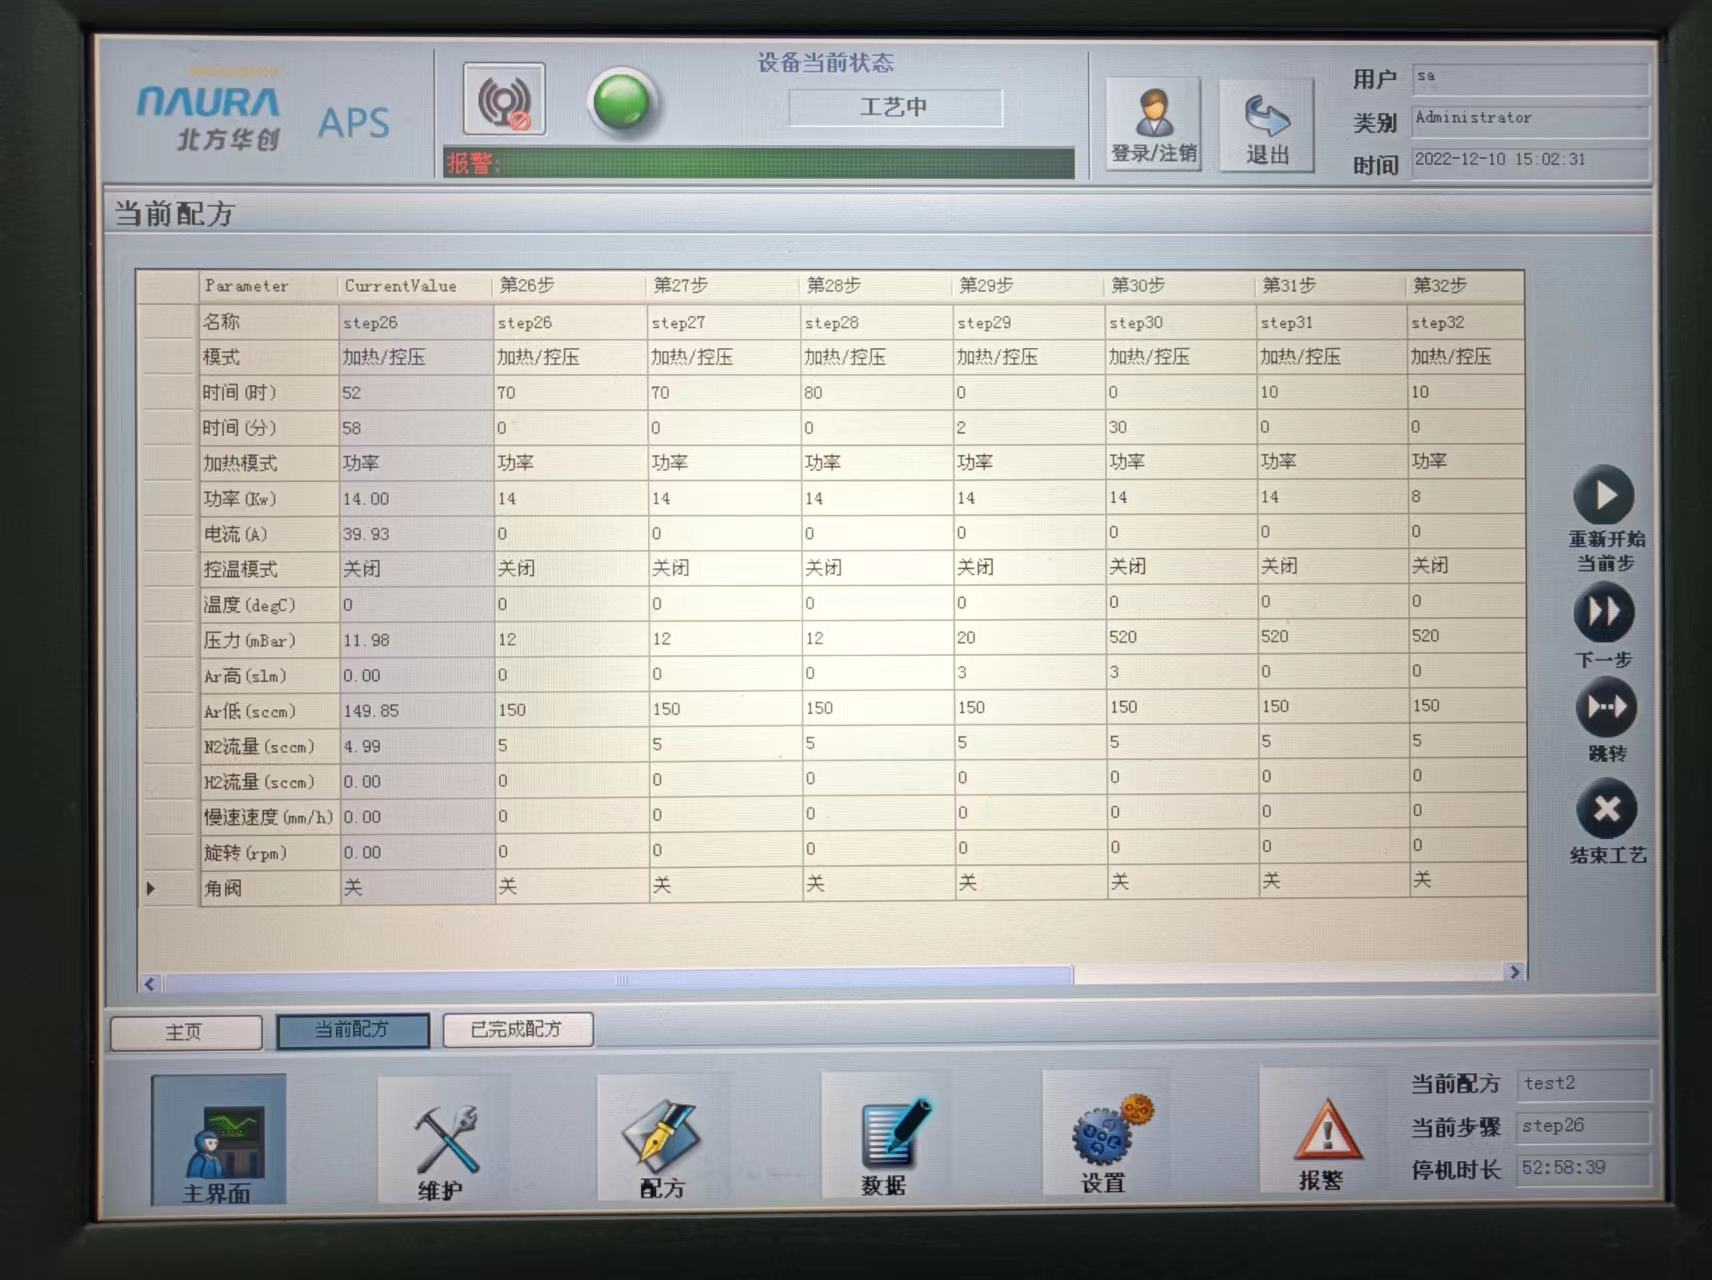 NAURA
北方华创
APS
设备当前状态
工艺中
报警:
登录/注销
退出
用户 sa
类别 Administrator
时间 2022-12-10 15:02:31
当前配方
Parameter CurrentValue 第26步 第27步 第28步 第29步 第30步 第31步 第32步
名称 step26 step26 step27 step28 step29 step30 step31 step32
模式 加热/控压 加热/控压 加热/控压 加热/控压 加热/控压 加热/控压 加热/控压 加热/控压
时间(时) 52 70 70 80 0 0 10 10
时间(分) 58 0 0 0 2 30 0 0
加热模式 功率 功率 功率 功率 功率 功率 功率 功率
功率(Kw) 14.00 14 14 14 14 14 14 8
电流(A) 39.93 0 0 0 0 0 0 0
控温模式 关闭 关闭 关闭 关闭 关闭 关闭 关闭 关闭
温度(degC) 0 0 0 0 0 0 0 0
压力(mBar) 11.98 12 12 12 20 520 520 520
Ar高(slm) 0.00 0 0 0 3 3 0 0
Ar低(sccm) 149.85 150 150 150 150 150 150 150
N2流量(sccm) 4.99 5 5 5 5 5 5 5
H2流量(sccm) 0.00 0 0 0 0 0 0 0
慢速速度(mm/h) 0.00 0 0 0 0 0 0 0
旋转(rpm) 0.00 0 0 0 0 0 0 0
角阀 关 关 关 关 关 关 关 关
重新开始
当前步
下一步
跳转
结束工艺
主页 当前配方 已完成配方
主界面 维护 配方 数据 设置 报警
当前配方 test2
当前步骤 step26
停机时长 52:58:39